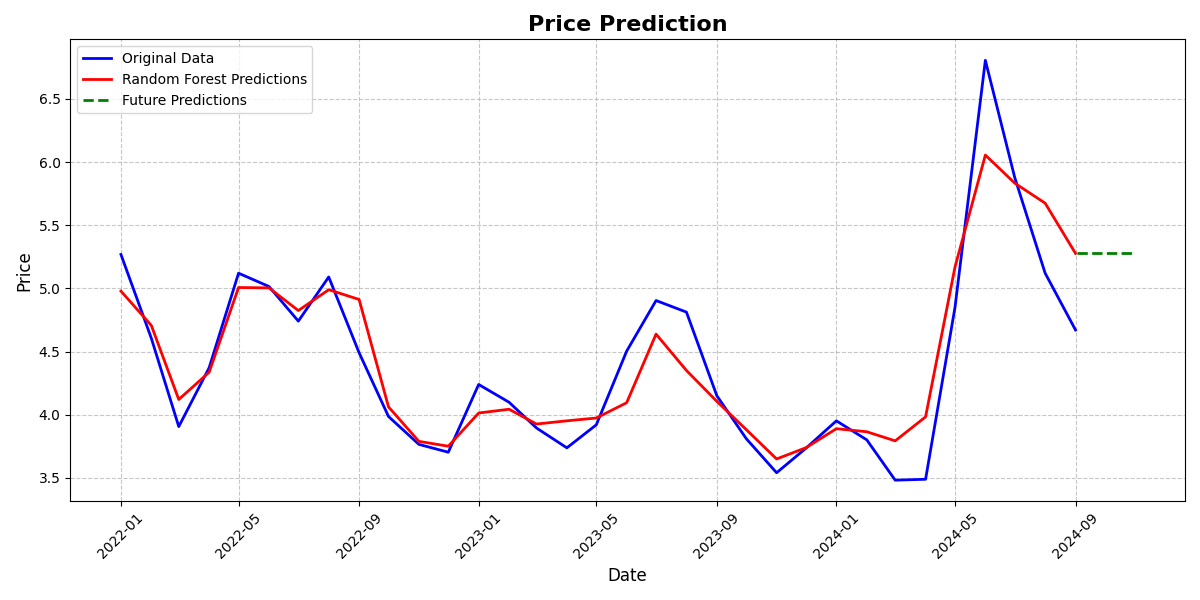 Price Prediction
Original Data
Random Forest Predictions
Future Predictions
Price
6.5
6.0
5.5
5.0
4.5
4.0
3.5
2022-01
2022-05
2022-09
2023-01
2023-05
2023-09
2024-01
2024-05
2024-09
Date